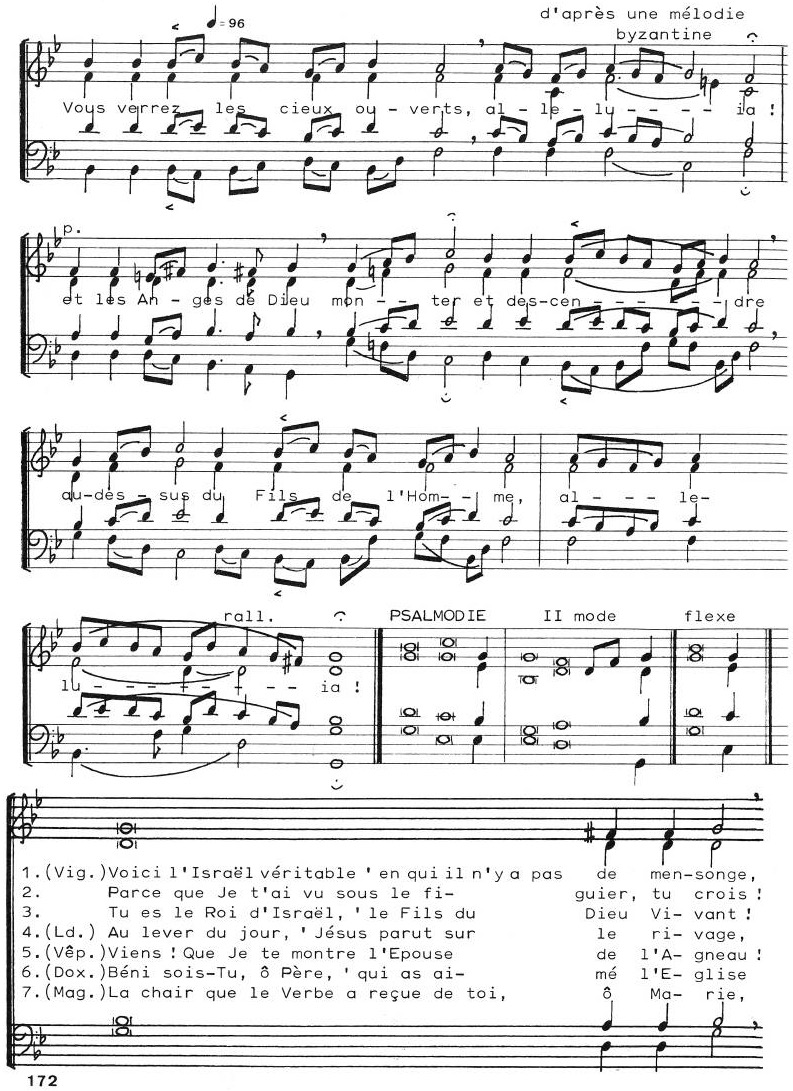 ♩=96 d'après une mélodie
byzantine
Vous verrez les cieux ou-verts, al-le-lu-----ia !
p.
et les An-ges de Dieu mon---ter et des-cen------dre
au-des-sus du Fils de l'Hom--me, al---le-
rall. PSALMODIE II mode flexe
lu------ia !
1.(Vig.)Voici l'Israël véritable ' en qui il n'y a pas de men-songe,
2. Parce que Je t'ai vu sous le fi- guier, tu crois !
3. Tu es le Roi d'Israël, ' le Fils du Dieu Vi-vant !
4.(Ld.) Au lever du jour, ' Jésus parut sur le ri-vage,
5.(Vêp.)Viens ! Que Je te montre l'Epouse de l'A-gneau !
6.(Dox.)Béni sois-Tu, ô Père, ' qui as ai- mé l'E-glise
7.(Mag.)La chair que le Verbe a reçue de toi, ô Ma-rie,
172